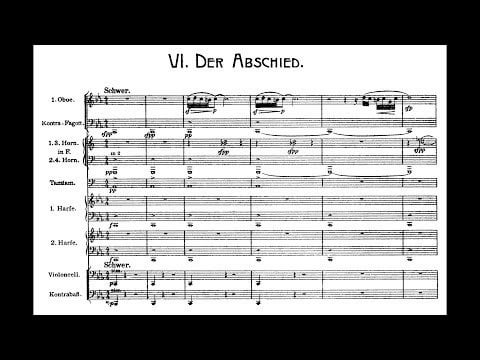 VI. DER ABSCHIED.
Schwer.
1. Oboe.
Kontra-Fagott.
1.3. Horn.
in F.
2.4. Horn.
Tamtam.
1. Harfe.
2. Harfe.
Schwer.
Violoncell.
Kontrabaß.